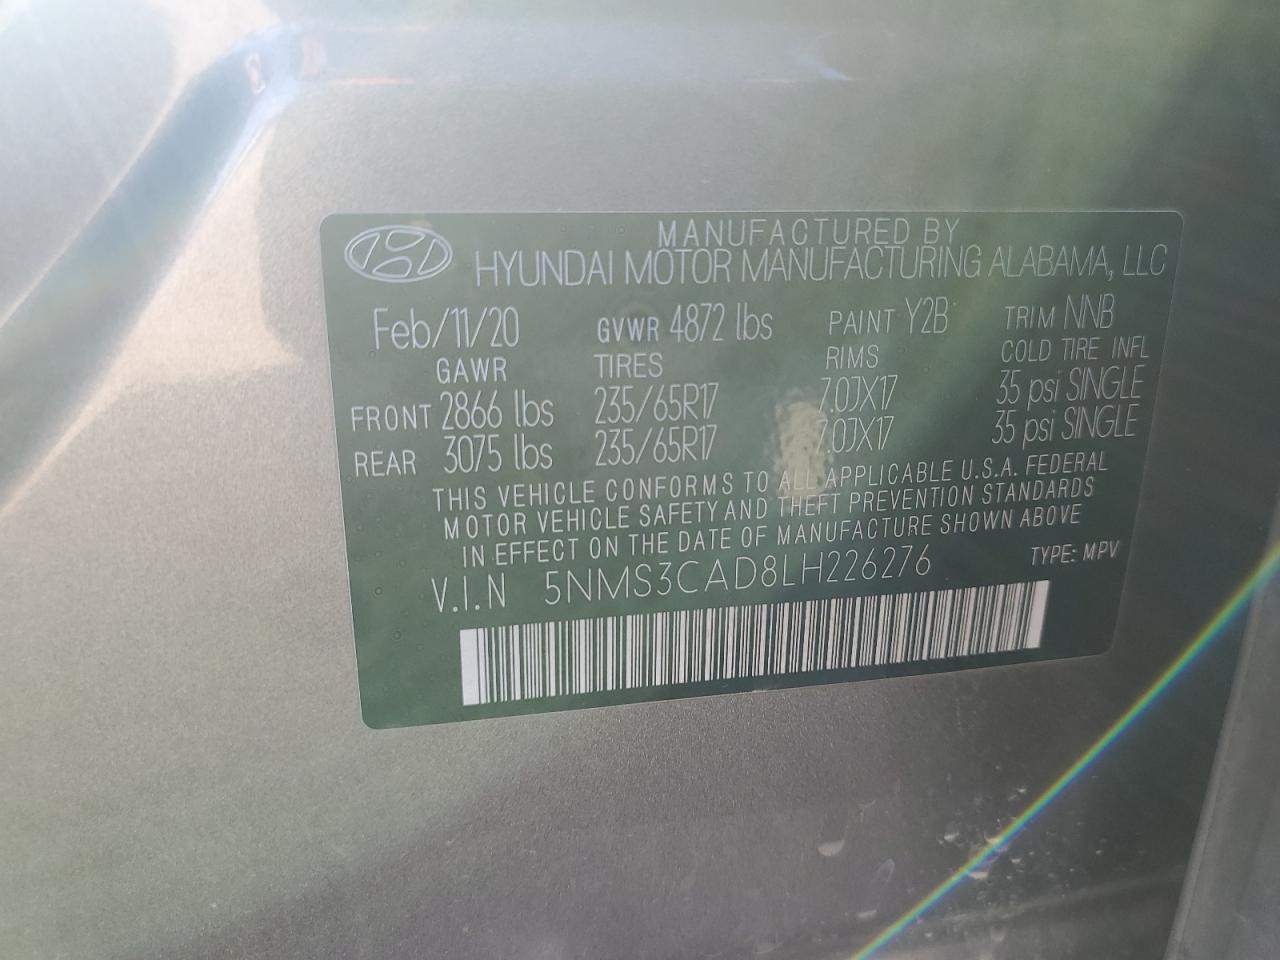 MANUFACTURED BY
HYUNDAI MOTOR MANUFACTURING ALABAMA, LLC
Feb/11/20 GVWR 4872 lbs PAINT Y2B TRIM NNB
GAWR TIRES RIMS COLD TIRE INFL
FRONT 2866 lbs 235/65R17 7.0JX17 35 psi SINGLE
REAR 3075 lbs 235/65R17 7.0JX17 35 psi SINGLE
THIS VEHICLE CONFORMS TO ALL APPLICABLE U.S.A. FEDERAL
MOTOR VEHICLE SAFETY AND THEFT PREVENTION STANDARDS
IN EFFECT ON THE DATE OF MANUFACTURE SHOWN ABOVE
V.I.N 5NMS3CAD8LH226276 TYPE: MPV